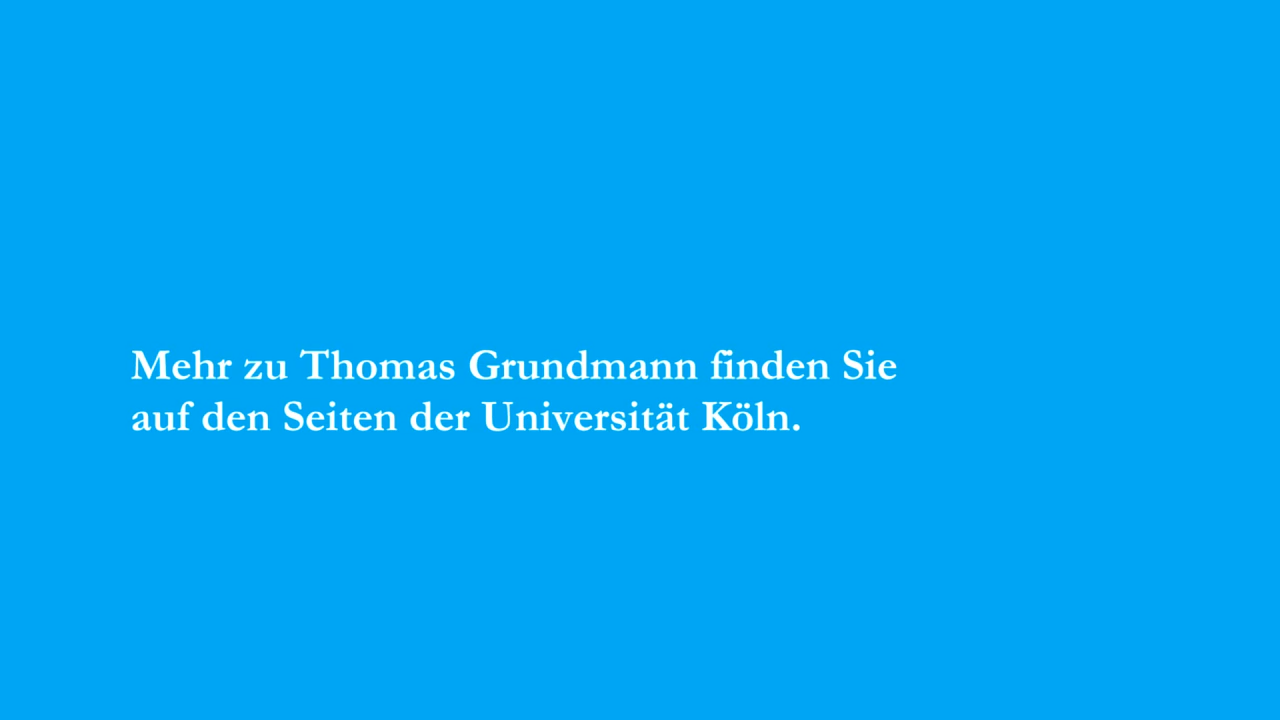 Mehr zu Thomas Grundmann finden Sie
auf den Seiten der Universität Köln.